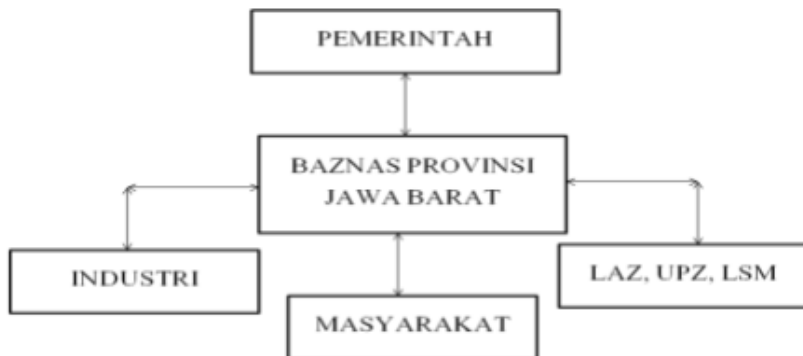 PEMERINTAH
BAZNAS PROVINSI
JAWA BARAT
INDUSTRI
LAZ, UPZ, LSM
MASYARAKAT